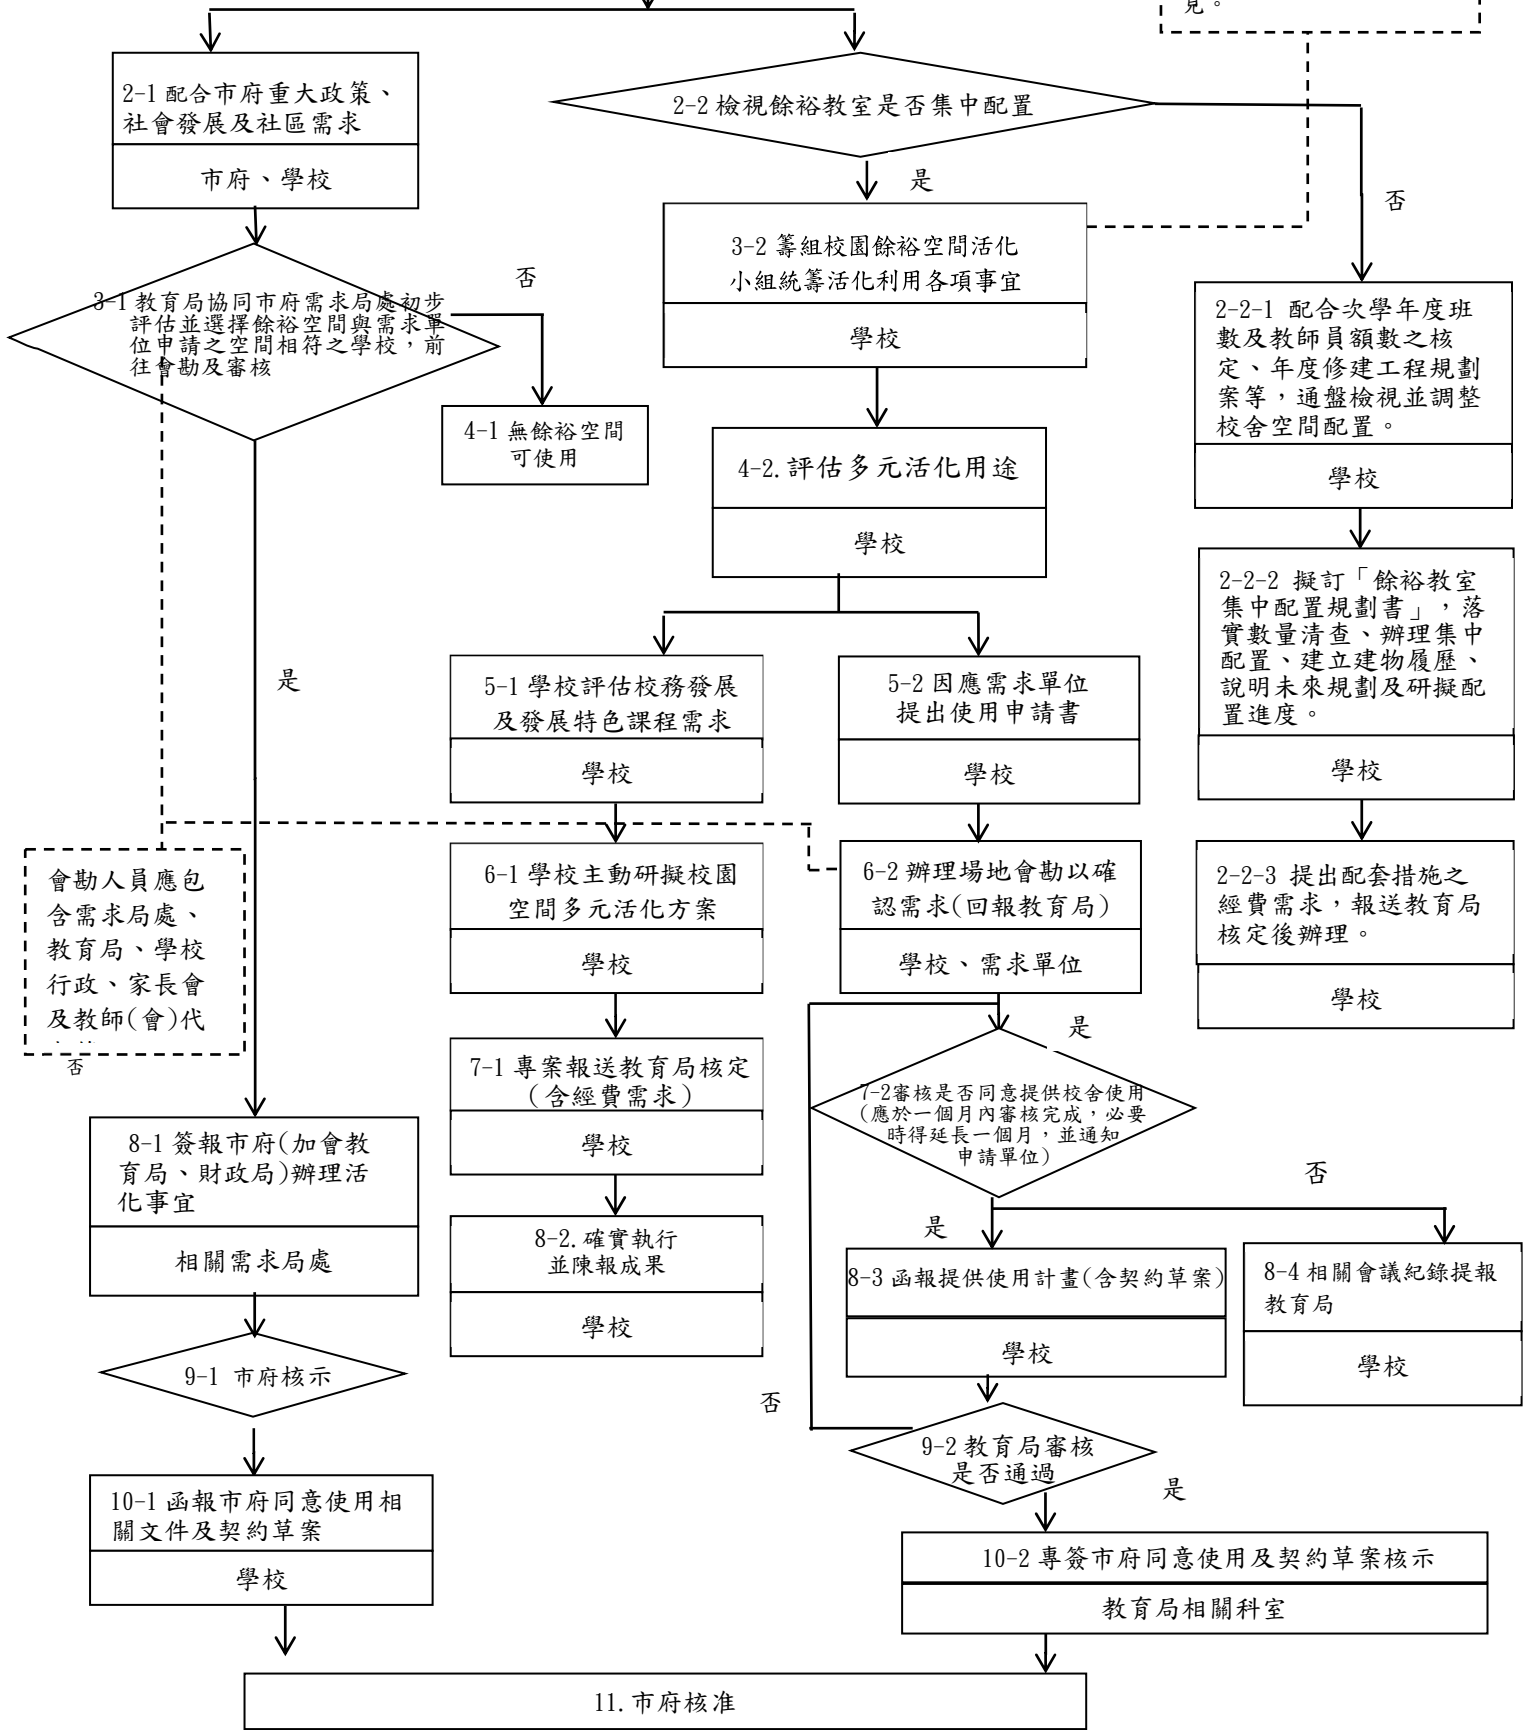 見。
2-1 配合市府重大政策、
社會發展及社區需求
市府、學校
2-2 檢視餘裕教室是否集中配置
是
否
3-1 教育局協同市府需求局處初步
評估並選擇餘裕空間與需求單
位申請之空間相符之學校,前
往會勘及審核
否
4-1 無餘裕空間
可使用
是
3-2 籌組校園餘裕空間活化
小組統籌活化利用各項事宜
學校
4-2.評估多元活化用途
學校
2-2-1 配合次學年度班
數及教師員額數之核
定、年度修建工程規劃
案等,通盤檢視並調整
校舍空間配置。
學校
2-2-2 擬訂「餘裕教室
集中配置規劃書」,落
實數量清查、辦理集中
配置、建立建物履歷、
說明未來規劃及研擬配
置進度。
學校
2-2-3 提出配套措施之
經費需求,報送教育局
核定後辦理。
學校
5-1 學校評估校務發展
及發展特色課程需求
學校
5-2 因應需求單位
提出使用申請書
學校
6-1 學校主動研擬校園
空間多元活化方案
學校
6-2 辦理場地會勘以確
認需求(回報教育局)
學校、需求單位
會勘人員應包
含需求局處、
教育局、學校
行政、家長會
及教師(會)代
否
是
7-1 專案報送教育局核定
(含經費需求)
學校
7-2審核是否同意提供校舍使用
(應於一個月內審核完成,必要
時得延長一個月,並通知
申請單位)
否
是
8-1 簽報市府(加會教
育局、財政局)辦理活
化事宜
相關需求局處
8-2.確實執行
並陳報成果
學校
8-3 函報提供使用計畫(含契約草案)
學校
8-4 相關會議紀錄提報
教育局
學校
9-1 市府核示
否
9-2 教育局審核
是否通過
是
10-1 函報市府同意使用相
關文件及契約草案
學校
10-2 專簽市府同意使用及契約草案核示
教育局相關科室
11.市府核准